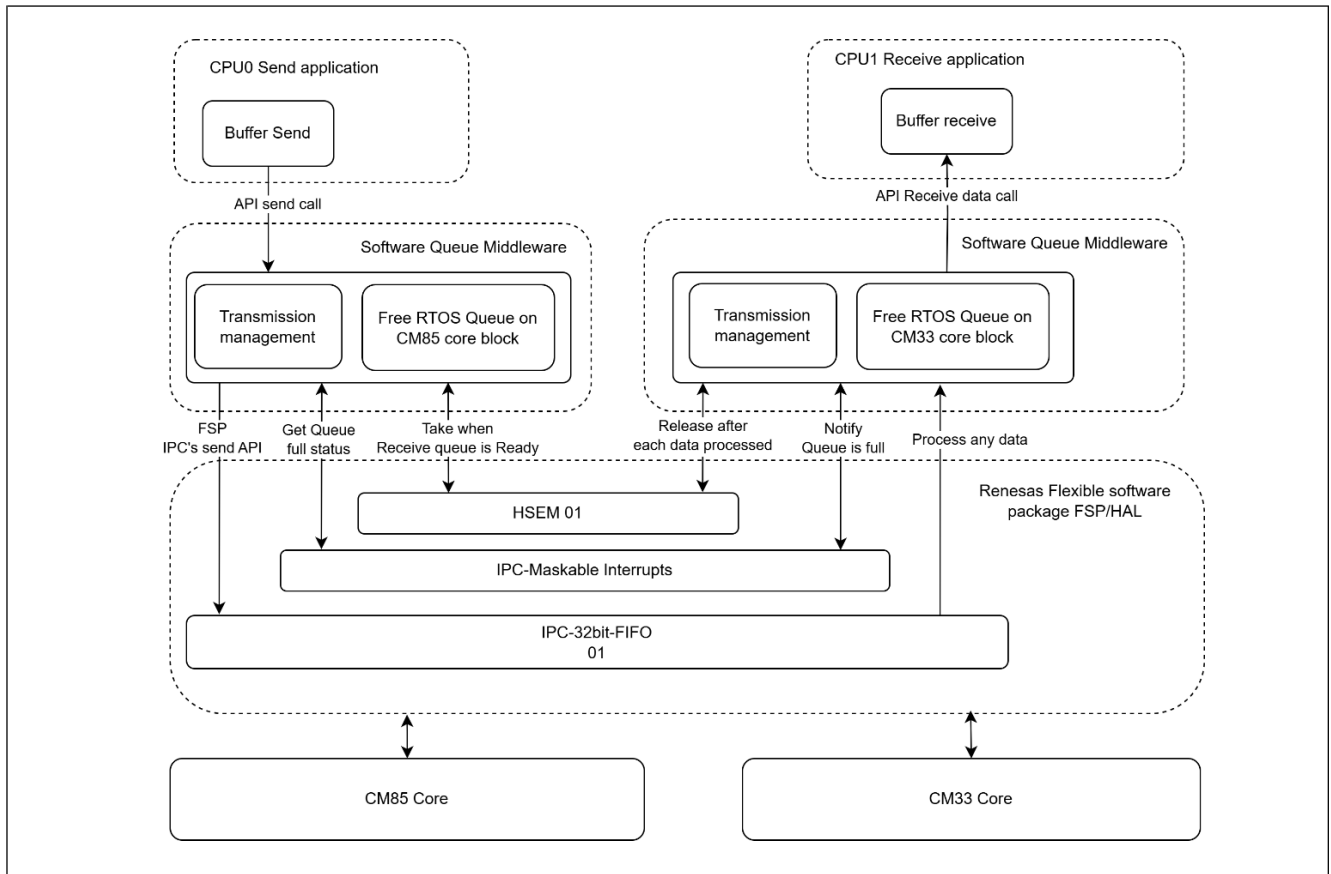 CPU0 Send application
Buffer Send
CPU1 Receive application
Buffer receive
API send call
API Receive data call
Software Queue Middleware
Transmission
management
Free RTOS Queue on
CM85 core block
Software Queue Middleware
Transmission
management
Free RTOS Queue on
CM33 core block
FSP
IPC's send API
Get Queue
full status
Take when
Receive queue is Ready
Release after
each data processed
Notify
Queue is full
Process any data
Renesas Flexible software
package FSP/HAL
HSEM 01
IPC-Maskable Interrupts
IPC-32bit-FIFO
01
CM85 Core
CM33 Core